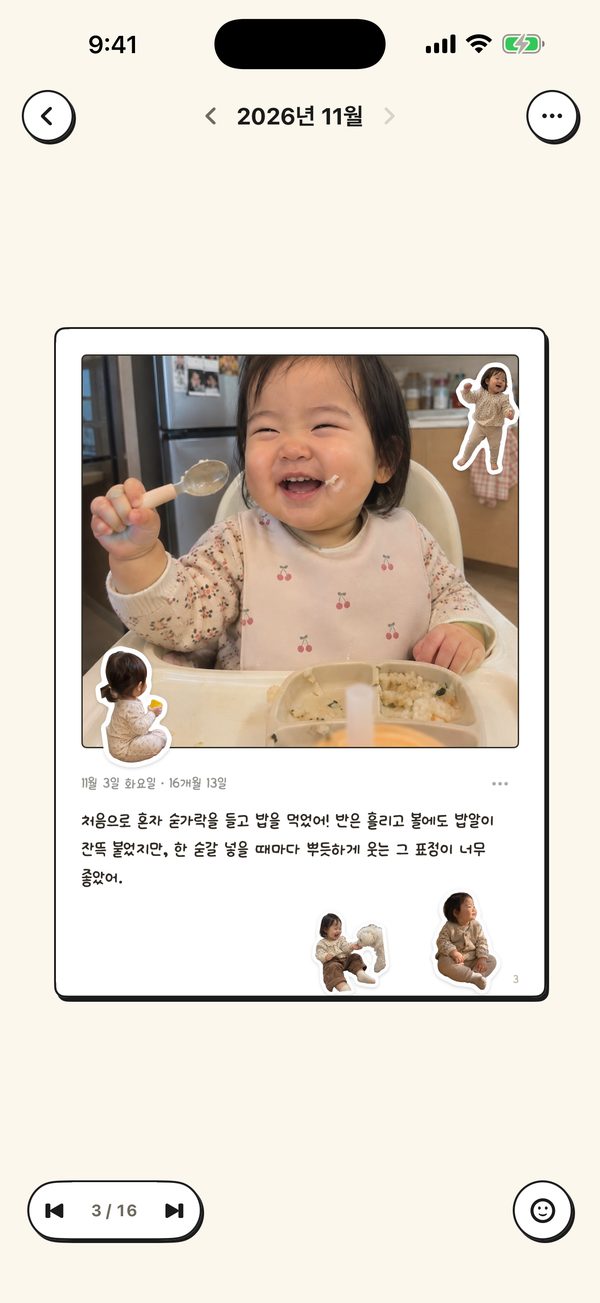 9:41
2026년 11월
11월 3일 화요일 · 16개월 13일
처음으로 혼자 숟가락을 들고 밥을 먹었어! 반은 흘리고 볼에도 밥알이
잔뜩 붙었지만, 한 숟갈 넣을 때마다 뿌듯하게 웃는 그 표정이 너무
좋았어.
3
3 / 16